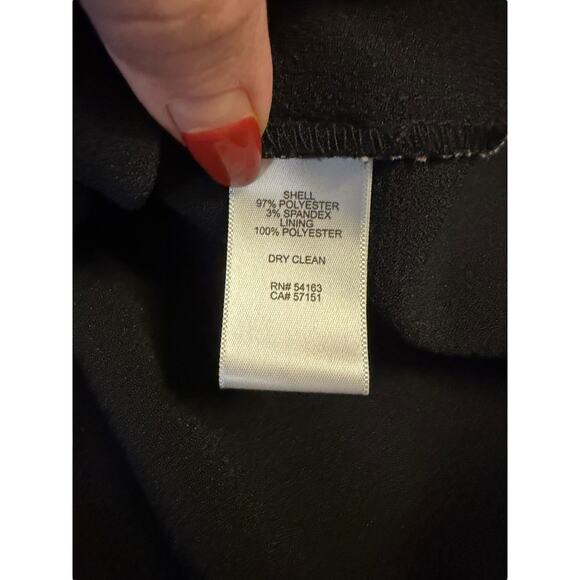 SHELL
97% POLYESTER
3% SPANDEX
LINING
100% POLYESTER
DRY CLEAN
RN# 54163
CA# 57151